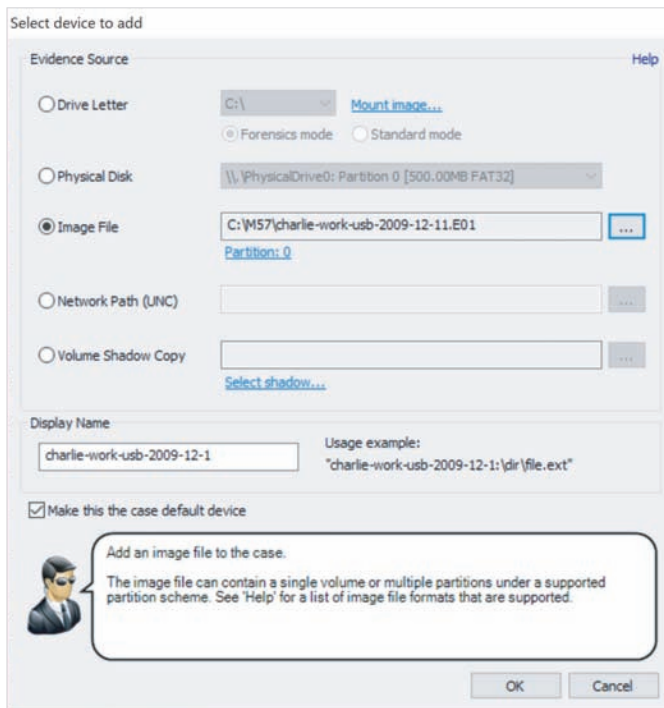 Select device to add
Evidence Source
Help
Drive Letter
C:\
Mount image...
Forensics mode
Standard mode
Physical Disk
\\.\PhysicalDrive0: Partition 0 [500.00MB FAT32]
Image File
C:\M57\charlie-work-usb-2009-12-11.E01
...
Partition: 0
Network Path (UNC)
...
Volume Shadow Copy
...
Select shadow...
Display Name
charlie-work-usb-2009-12-1
Usage example:
"charlie-work-usb-2009-12-1:\dir\file.ext"
Make this the case default device
Add an image file to the case.
The image file can contain a single volume or multiple partitions under a supported
partition scheme. See 'Help' for a list of image file formats that are supported.
OK
Cancel